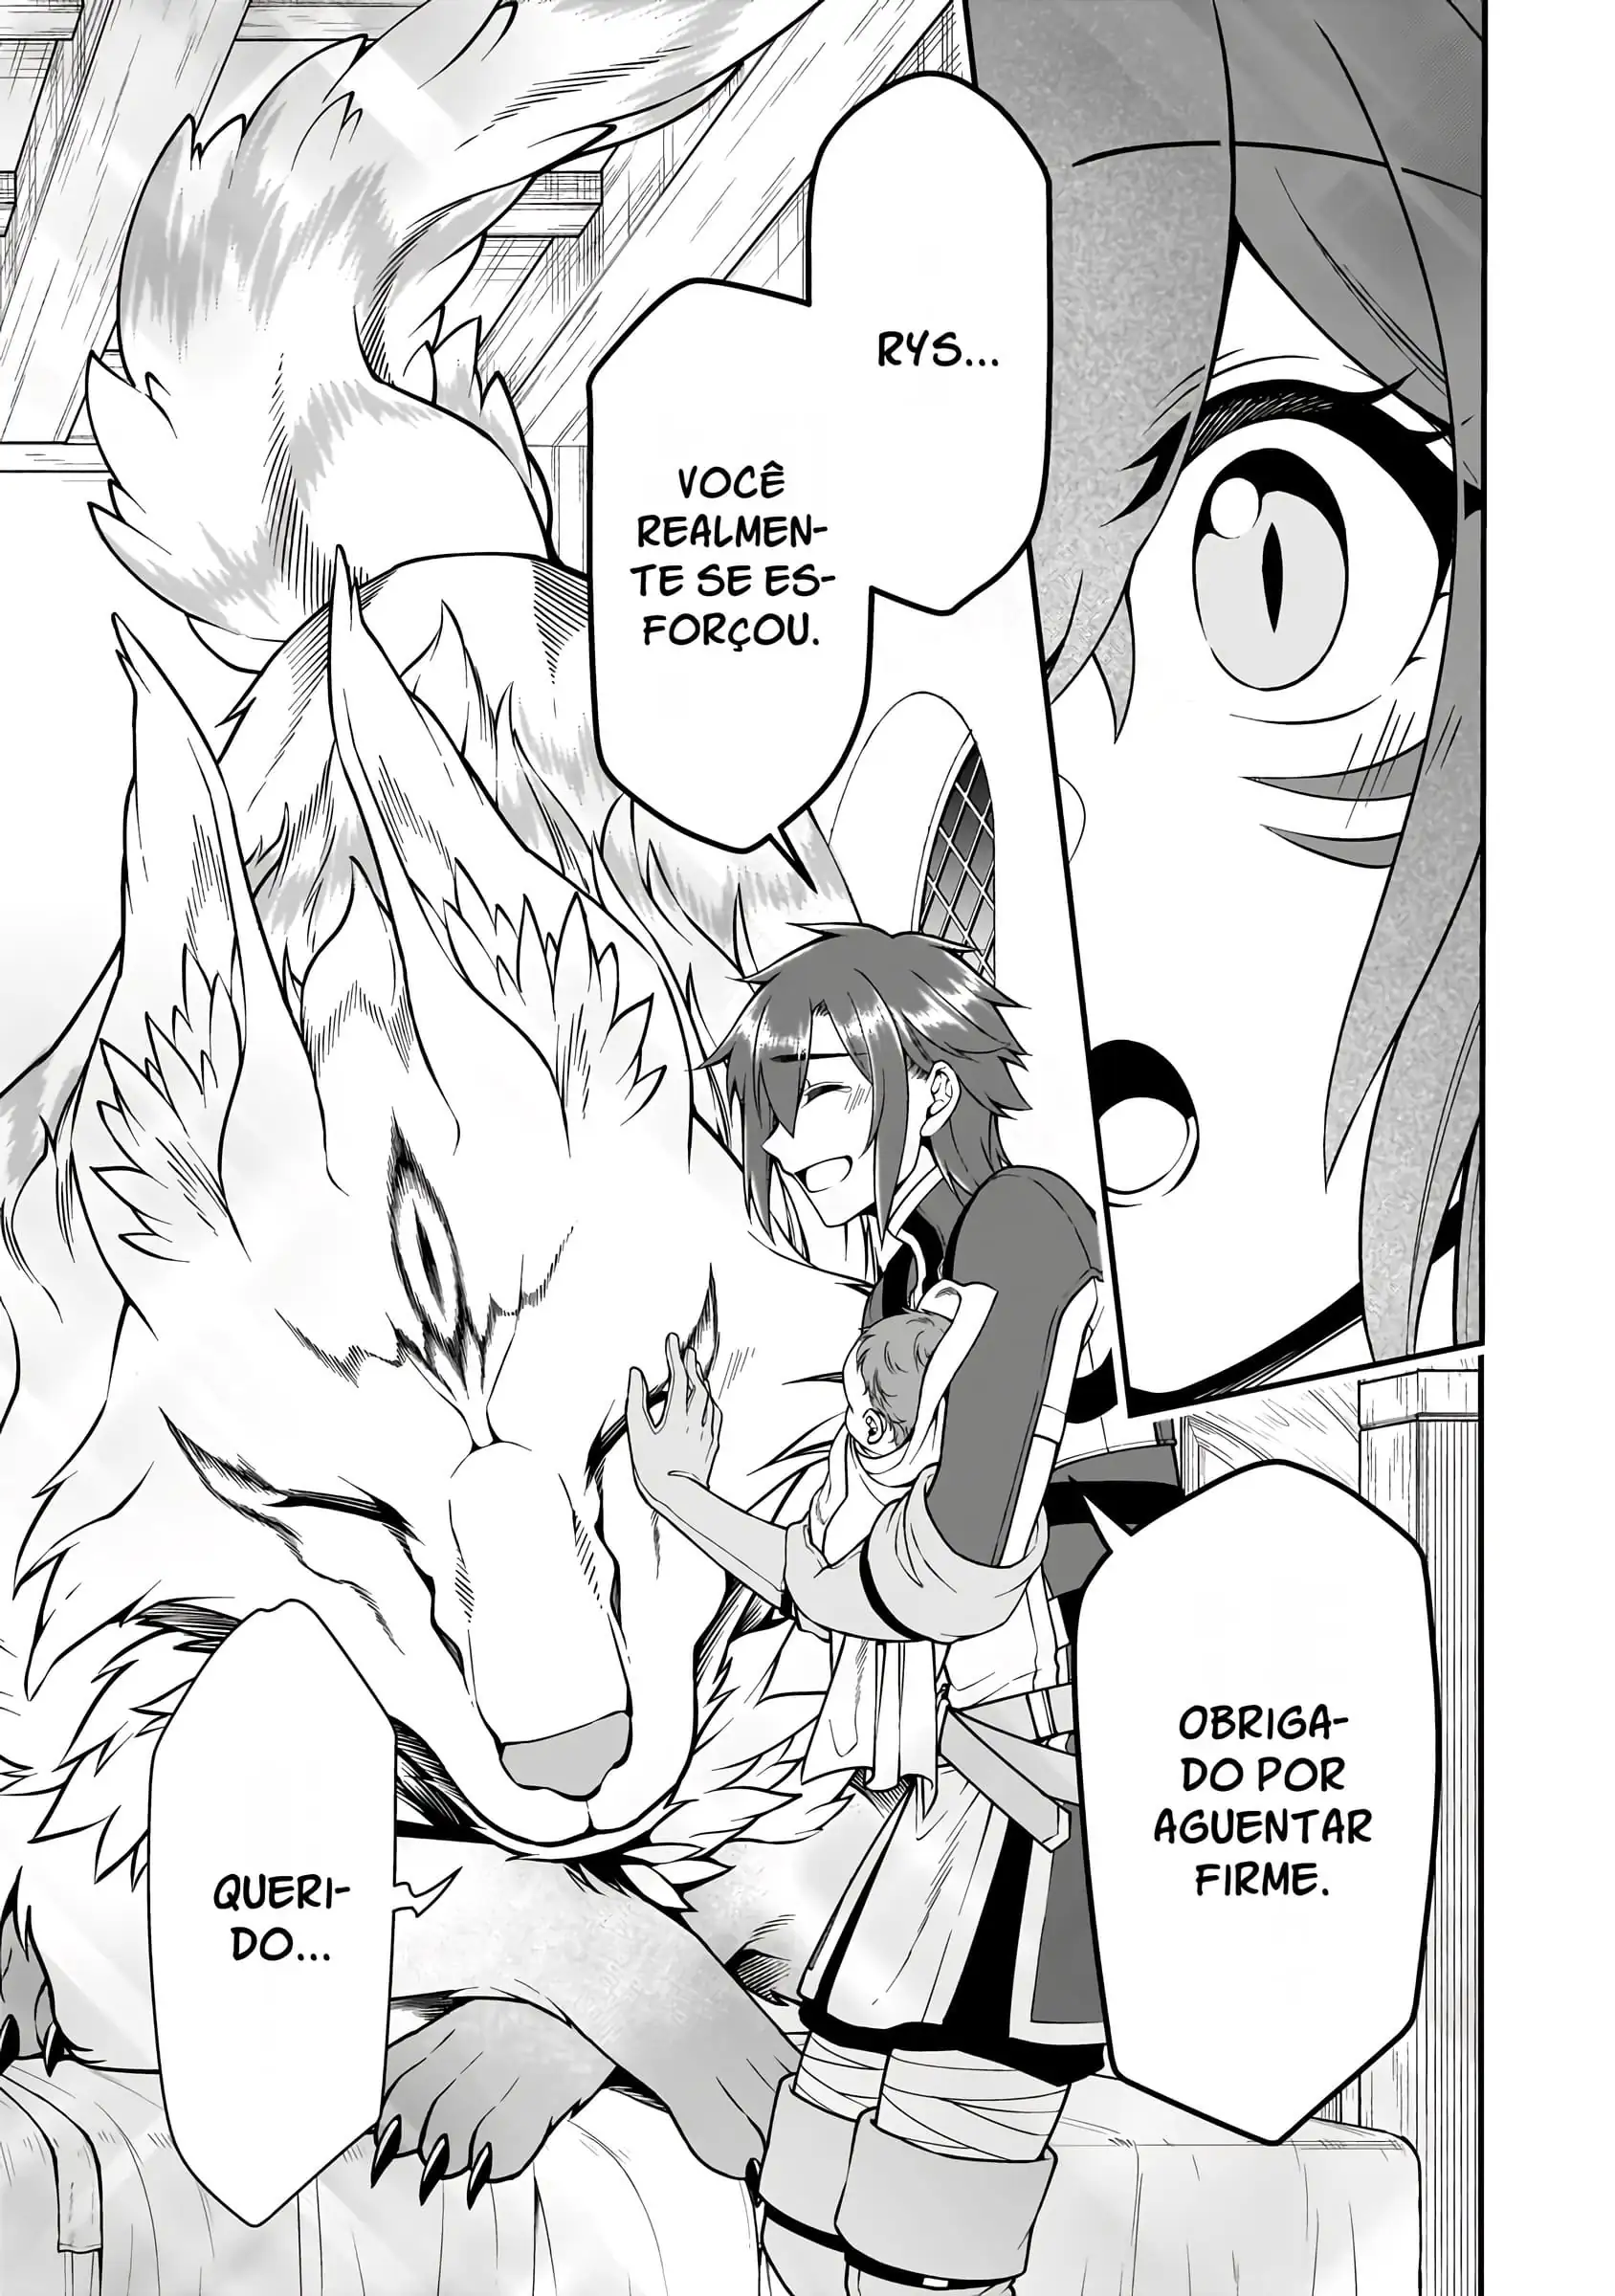 RYS...
VOCÊ
REALMEN-
TE SE ES-
FORÇOU.
OBRIGA-
DO POR
AGUENTAR
FIRME.
QUERI-
DO...